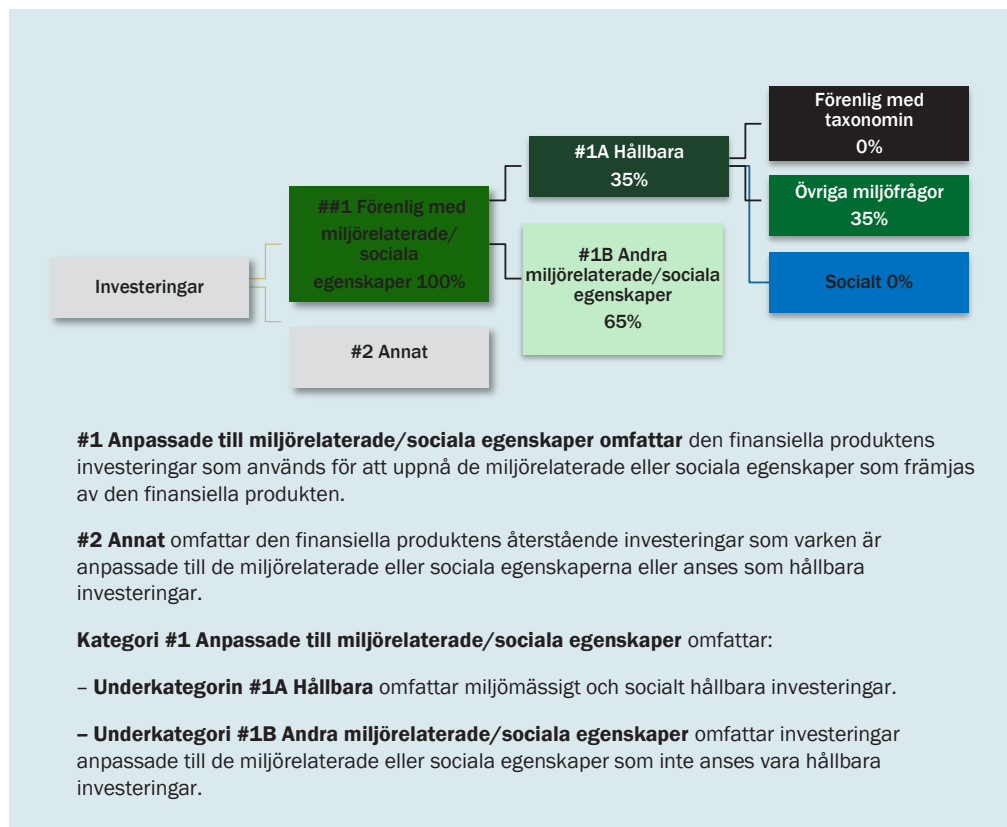 Förenlig med
taxonomin
0%
#1A Hållbara
35%
Övriga miljöfrågor
35%
##1 Förenlig med
miljörelaterade/
sociala
egenskaper 100%
#1B Andra
miljörelaterade/sociala
egenskaper
65%
Investeringar
Socialt 0%
#2 Annat
#1 Anpassade till miljörelaterade/sociala egenskaper omfattar den finansiella produktens
investeringar som används för att uppnå de miljörelaterade eller sociala egenskaper som främjas
av den finansiella produkten.
#2 Annat omfattar den finansiella produktens återstående investeringar som varken är
anpassade till de miljörelaterade eller sociala egenskaperna eller anses som hållbara
investeringar.
Kategori #1 Anpassade till miljörelaterade/sociala egenskaper omfattar:
– Underkategorin #1A Hållbara omfattar miljömässigt och socialt hållbara investeringar.
– Underkategori #1B Andra miljörelaterade/sociala egenskaper omfattar investeringar
anpassade till de miljörelaterade eller sociala egenskaper som inte anses vara hållbara
investeringar.